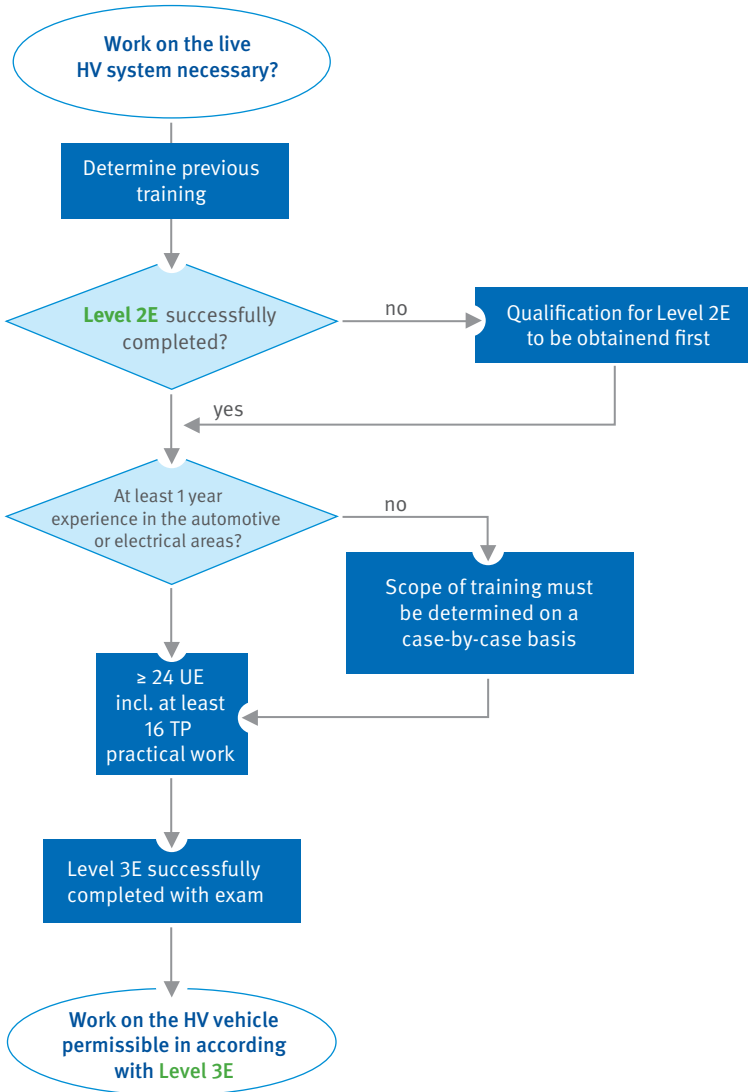 Work on the live
HV system necessary?
Determine previous
training
Level 2E successfully
completed?
no
Qualification for Level 2E
to be obtainend first
yes
At least 1 year
experience in the automotive
or electrical areas?
no
Scope of training must
be determined on a
case-by-case basis
≥ 24 UE
incl. at least
16 TP
practical work
Level 3E successfully
completed with exam
Work on the HV vehicle
permissible in according
with Level 3E